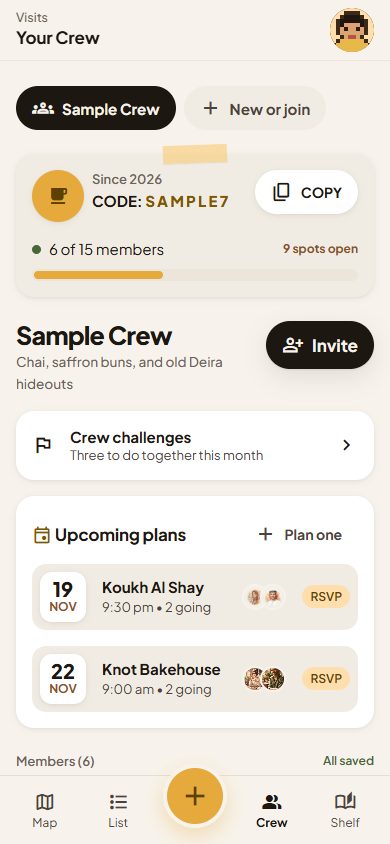 Visits
Your Crew
Sample Crew
New or join
Since 2026
CODE: SAMPLE7
COPY
6 of 15 members
9 spots open
Sample Crew
Chai, saffron buns, and old Deira
hideouts
Invite
Crew challenges
Three to do together this month
Upcoming plans
Plan one
19
NOV
Koukh Al Shay
9:30 pm • 2 going
RSVP
22
NOV
Knot Bakehouse
9:00 am • 2 going
RSVP
Members (6)
All saved
Map
List
Crew
Shelf